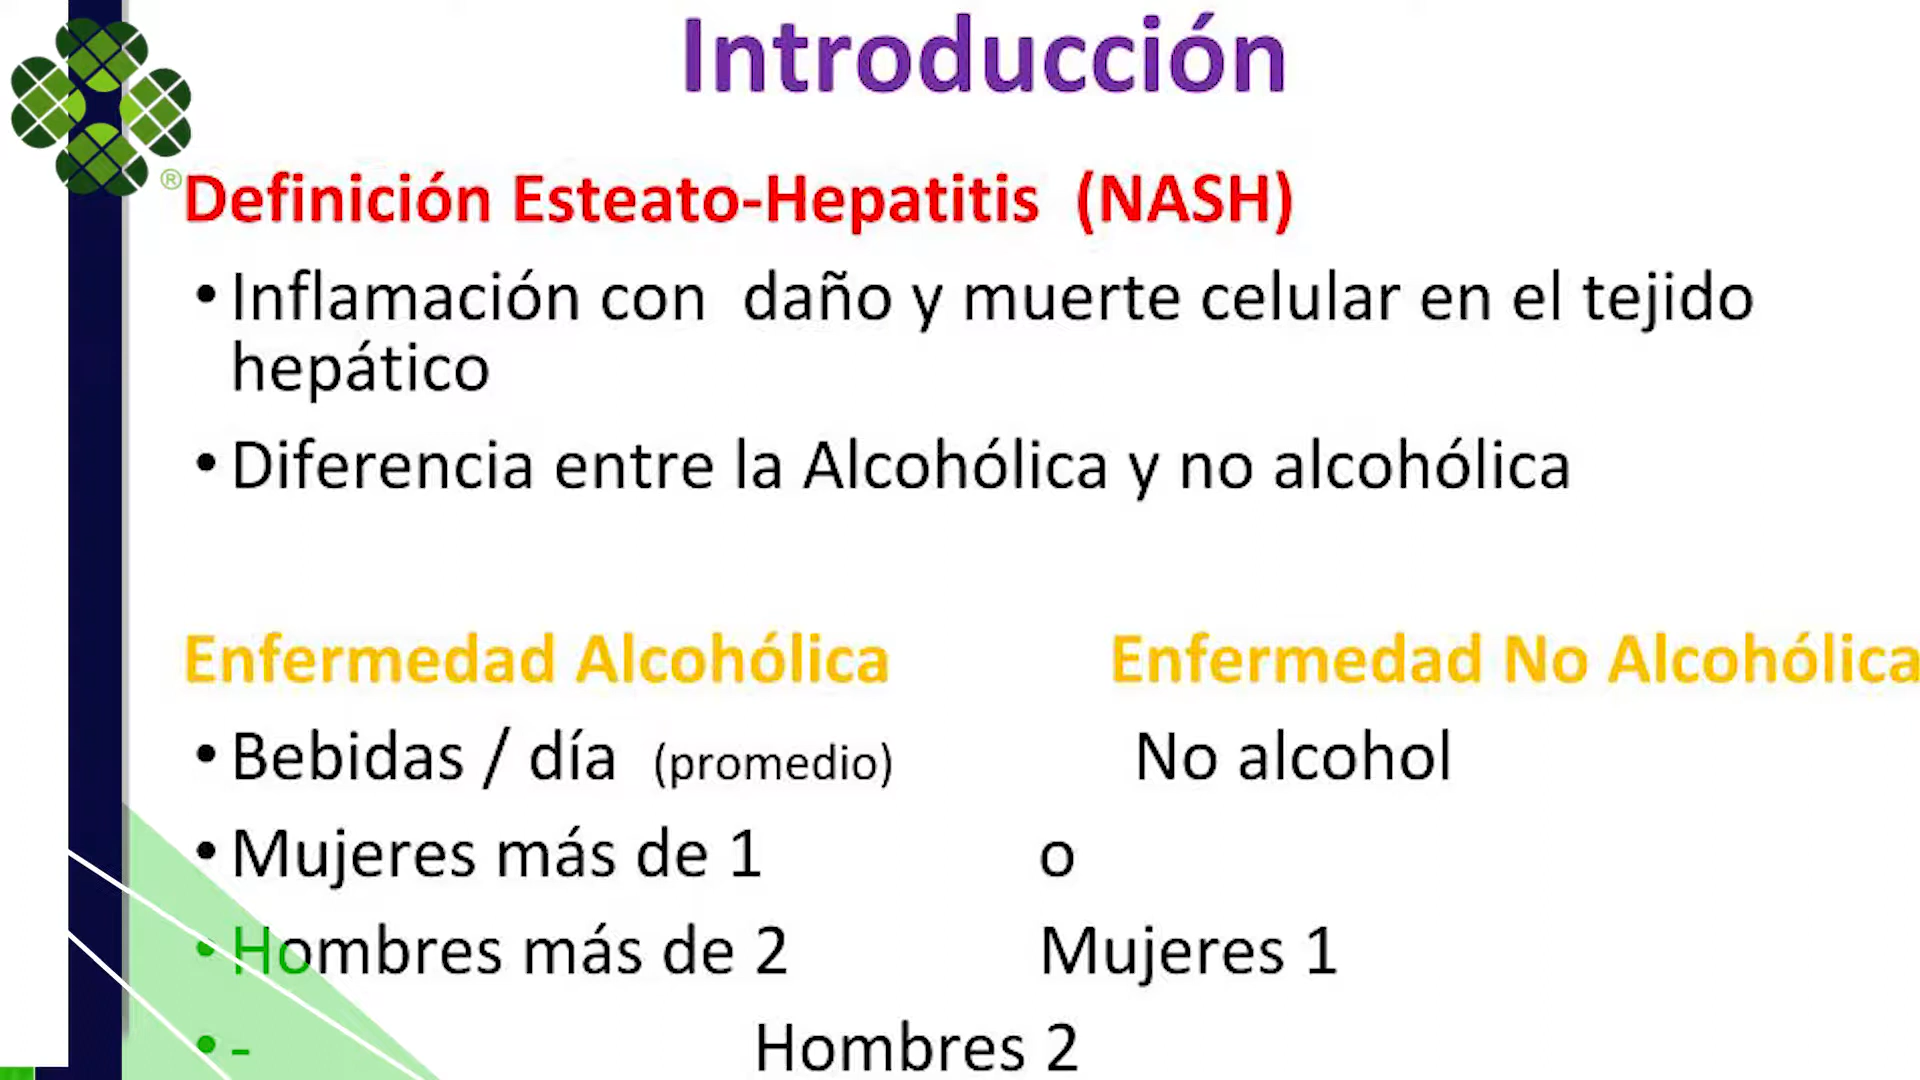 Introducción
®
Definición Esteato-Hepatitis (NASH)
• Inflamación con daño y muerte celular en el tejido
hepático
• Diferencia entre la Alcohólica y no alcohólica
Enfermedad Alcohólica Enfermedad No Alcohólica
• Bebidas / día (promedio) No alcohol
• Mujeres más de 1 o
• Hombres más de 2 Mujeres 1
• - Hombres 2